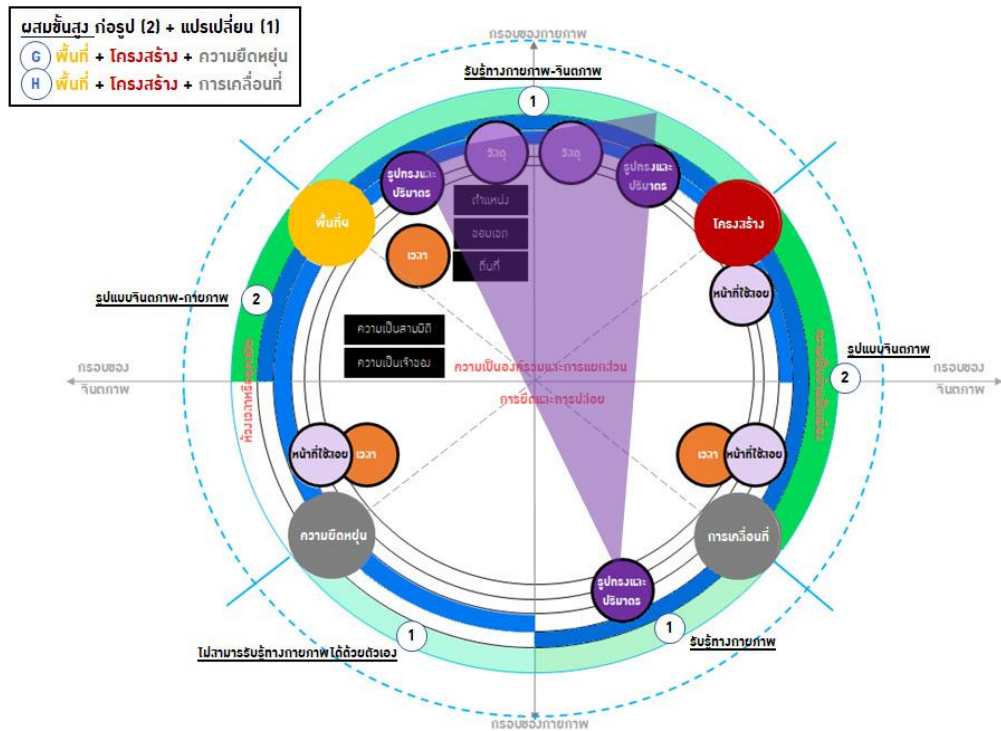 ผสมขั้นสูง ก่อรูป (2) + แปรเปลี่ยน (1)
G พื้นที่ + โครงสร้าง + ความยืดหยุ่น
H พื้นที่ + โครงสร้าง + การเคลื่อนที่
กรอบของกายภาพ
รับรู้ทางกายภาพ-จินตภาพ
1
วัสดุ
วัสดุ
รูปทรงและ
ปริมาตร
รูปทรงและ
ปริมาตร
ตำแหน่ง
พื้นที่ฯ
โครงสร้าง
ขอบเขต
เวลา
ถิ่นที่
หน้าที่ใช้สอย
รูปแบบจินตภาพ-กายภาพ
2
ความเป็นสามมิติ
รูปแบบจินตภาพ
ความเป็นเจ้าของ
ความเป็นองค์รวมและการแยกส่วน
กรอบของ
จินตภาพ
2
กรอบของ
จินตภาพ
การยึดและการปล่อย
หน้าที่ใช้สอย
เวลา
เวลา
หน้าที่ใช้สอย
ความยืดหยุ่น
การเคลื่อนที่
รูปทรงและ
ปริมาตร
1
1
ไม่สามารรับรู้ทางกายภาพได้ด้วยตัวเอง
รับรู้ทางกายภาพ
กรอบของกายภาพ